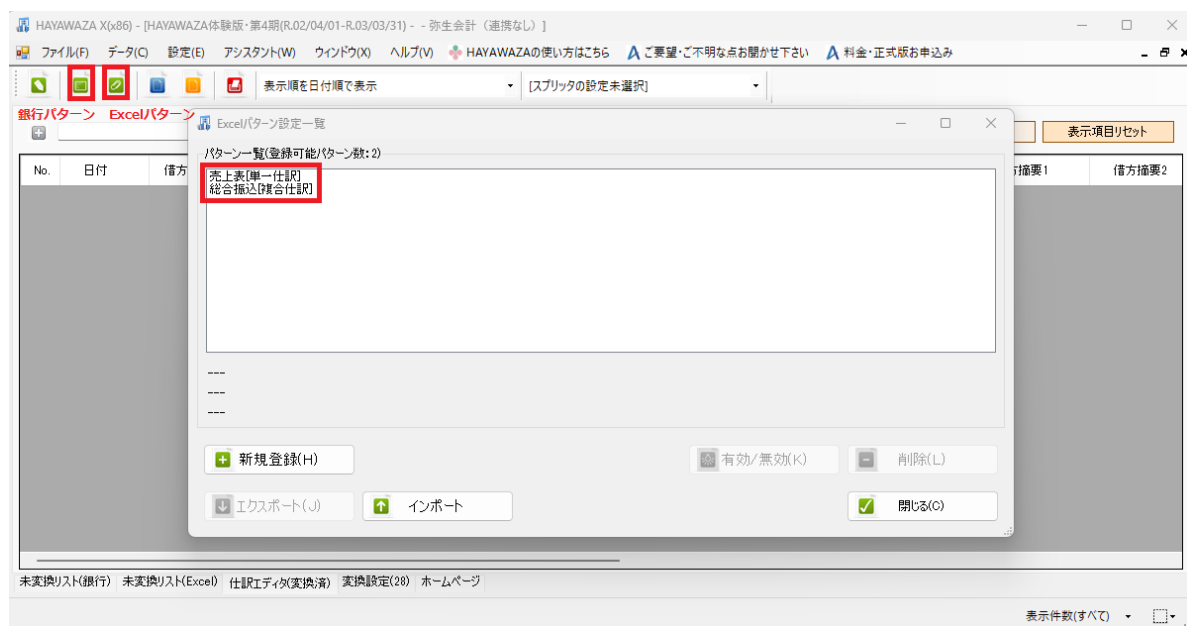 HAYAWAZA X(x86) - [HAYAWAZA体験版・第4期(R.02/04/01-R.03/03/31) - - 弥生会計（連携なし）]
ファイル(F) データ(C) 設定(E) アシスタント(W) ウィンドウ(X) ヘルプ(V) HAYAWAZAの使い方はこちら ご要望・ご不明な点お聞かせ下さい 料金・正式版お申込み
表示順を日付順で表示 [スプリッタの設定未選択]
銀行パターン Excelパターン
表示項目リセット
No. 日付 借方 方摘要1 借方摘要2
Excelパターン設定一覧
パターン一覧(登録可能パターン数：2)
売上表[単一仕訳]
総合振込[複合仕訳]
---
---
---
新規登録(H) 有効/無効(K) 削除(L)
エクスポート(J) インポート 閉じる(C)
未変換リスト(銀行) 未変換リスト(Excel) 仕訳エディタ(変換済) 変換設定(28) ホームページ
表示件数(すべて)